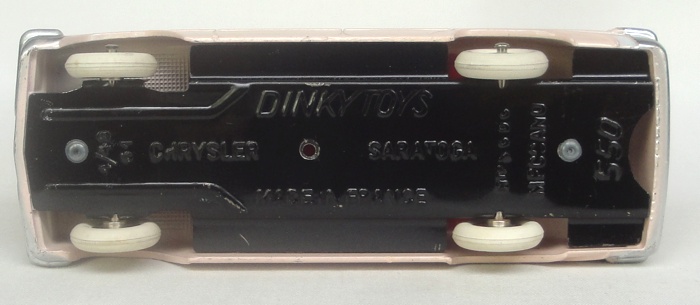 DINKY TOYS
CHRYSLER SARATOGA
MADE IN FRANCE
MECCANO
550